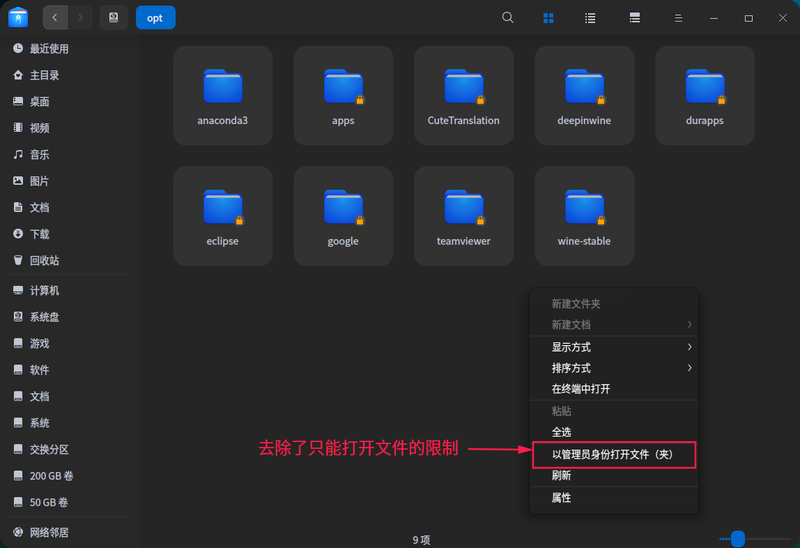 opt
最近使用
主目录
桌面
视频
音乐
图片
文档
下载
回收站
计算机
系统盘
游戏
软件
文档
系统
交换分区
200 GB 卷
50 GB 卷
网络邻居
anaconda3
apps
CuteTranslation
deepinwine
durapps
eclipse
google
teamviewer
wine-stable
新建文件夹
新建文档
显示方式
排序方式
在终端中打开
粘贴
全选
去除了只能打开文件的限制
以管理员身份打开文件（夹）
刷新
属性
9 项